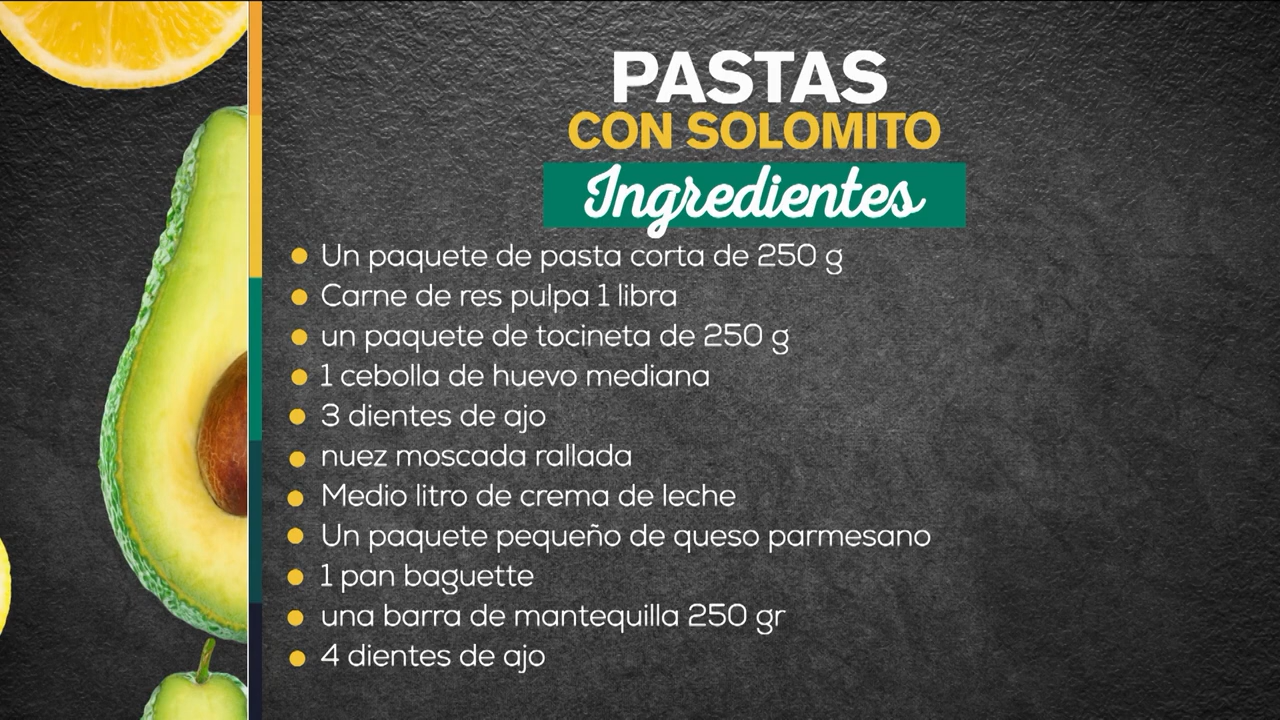 PASTAS
CON SOLOMITO
Ingredientes
Un paquete de pasta corta de 250 g
Carne de res pulpa 1 libra
un paquete de tocineta de 250 g
1 cebolla de huevo mediana
3 dientes de ajo
nuez moscada rallada
Medio litro de crema de leche
Un paquete pequeño de queso parmesano
1 pan baguette
una barra de mantequilla 250 gr
4 dientes de ajo